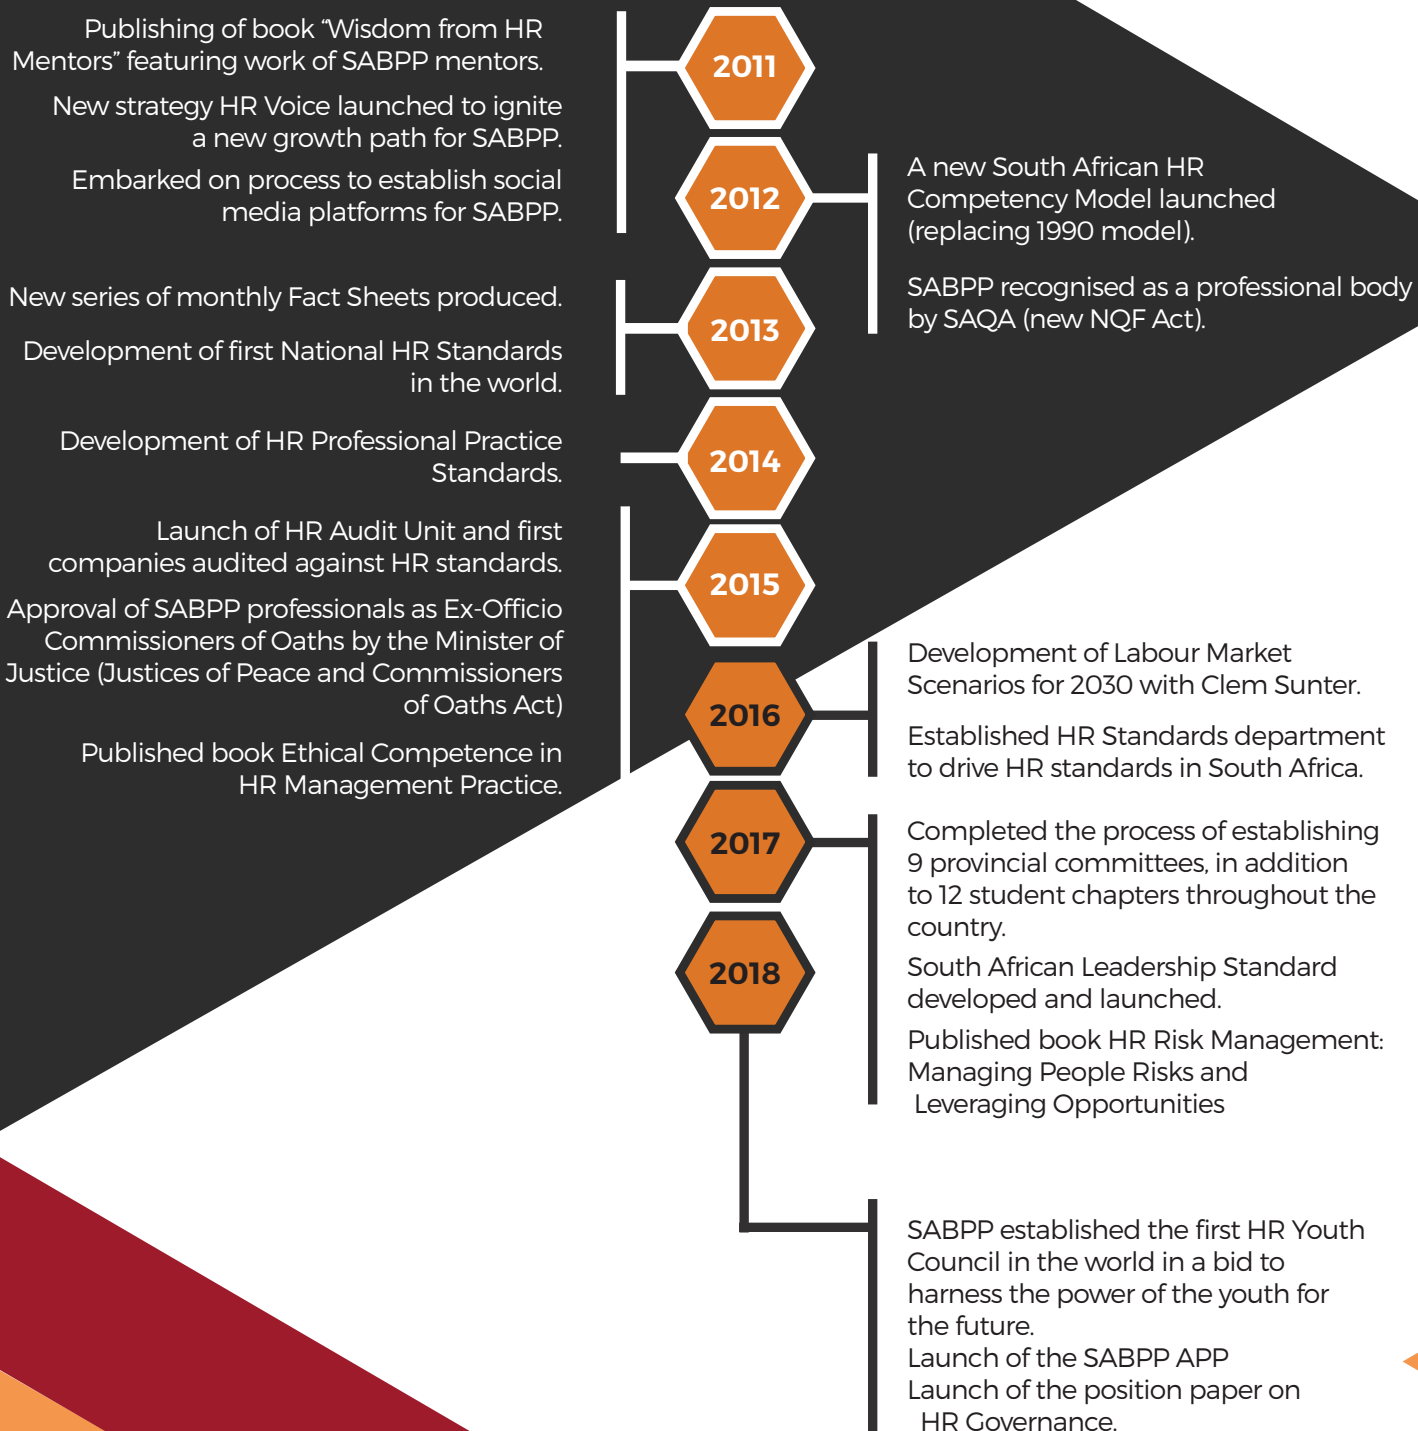 2011
Publishing of book “Wisdom from HR
Mentors” featuring work of SABPP mentors.
New strategy HR Voice launched to ignite
a new growth path for SABPP.
Embarked on process to establish social
media platforms for SABPP.
2012
A new South African HR
Competency Model launched
(replacing 1990 model).
SABPP recognised as a professional body
by SAQA (new NQF Act).
2013
New series of monthly Fact Sheets produced.
Development of first National HR Standards
in the world.
2014
Development of HR Professional Practice
Standards.
2015
Launch of HR Audit Unit and first
companies audited against HR standards.
Approval of SABPP professionals as Ex-Officio
Commissioners of Oaths by the Minister of
Justice (Justices of Peace and Commissioners
of Oaths Act)
Published book Ethical Competence in
HR Management Practice.
2016
Development of Labour Market
Scenarios for 2030 with Clem Sunter.
Established HR Standards department
to drive HR standards in South Africa.
2017
Completed the process of establishing
9 provincial committees, in addition
to 12 student chapters throughout the
country.
South African Leadership Standard
developed and launched.
Published book HR Risk Management:
Managing People Risks and
Leveraging Opportunities
2018
SABPP established the first HR Youth
Council in the world in a bid to
harness the power of the youth for
the future.
Launch of the SABPP APP
Launch of the position paper on
HR Governance.